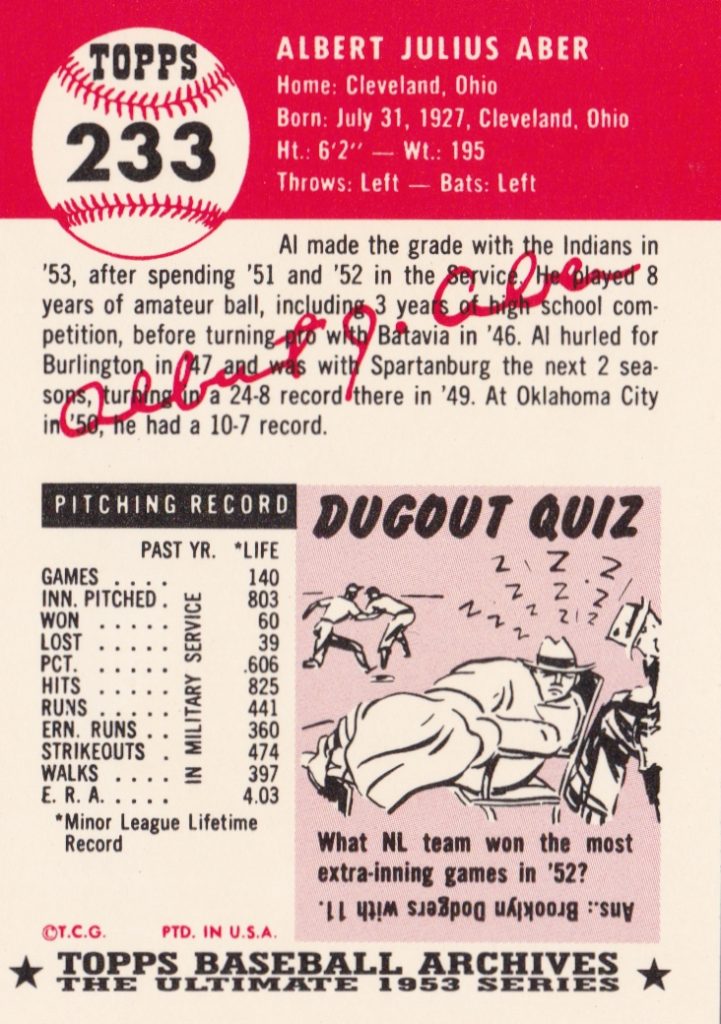 TOPPS
233
ALBERT JULIUS ABER
Home: Cleveland, Ohio
Born: July 31, 1927, Cleveland, Ohio
Ht.: 6'2" — Wt.: 195
Throws: Left — Bats: Left
Al made the grade with the Indians in
'53, after spending '51 and '52 in the Service. He played 8
years of amateur ball, including 3 years of high school com-
petition, before turning pro with Batavia in '46. Al hurled for
Burlington in '47 and was with Spartanburg the next 2 sea-
sons, turning in a 24-8 record there in '49. At Oklahoma City
in '50, he had a 10-7 record.
Albert J. Aber
PITCHING RECORD
PAST YR. *LIFE
GAMES .... 140
INN. PITCHED . 803
WON ..... 60
LOST ..... 39
PCT. ..... .606
HITS ..... 825
RUNS ..... 441
ERN. RUNS .. 360
STRIKEOUTS . 474
WALKS .... 397
E. R. A. .... 4.03
IN MILITARY SERVICE
*Minor League Lifetime
Record
DUGOUT QUIZ
Z Z Z
Z Z Z
Z Z Z Z Z
Z
What NL team won the most
extra-inning games in '52?
Ans.: Brooklyn Dodgers with 11.
©T.C.G. PTD. IN U.S.A.
★ TOPPS BASEBALL ARCHIVES ★
THE ULTIMATE 1953 SERIES